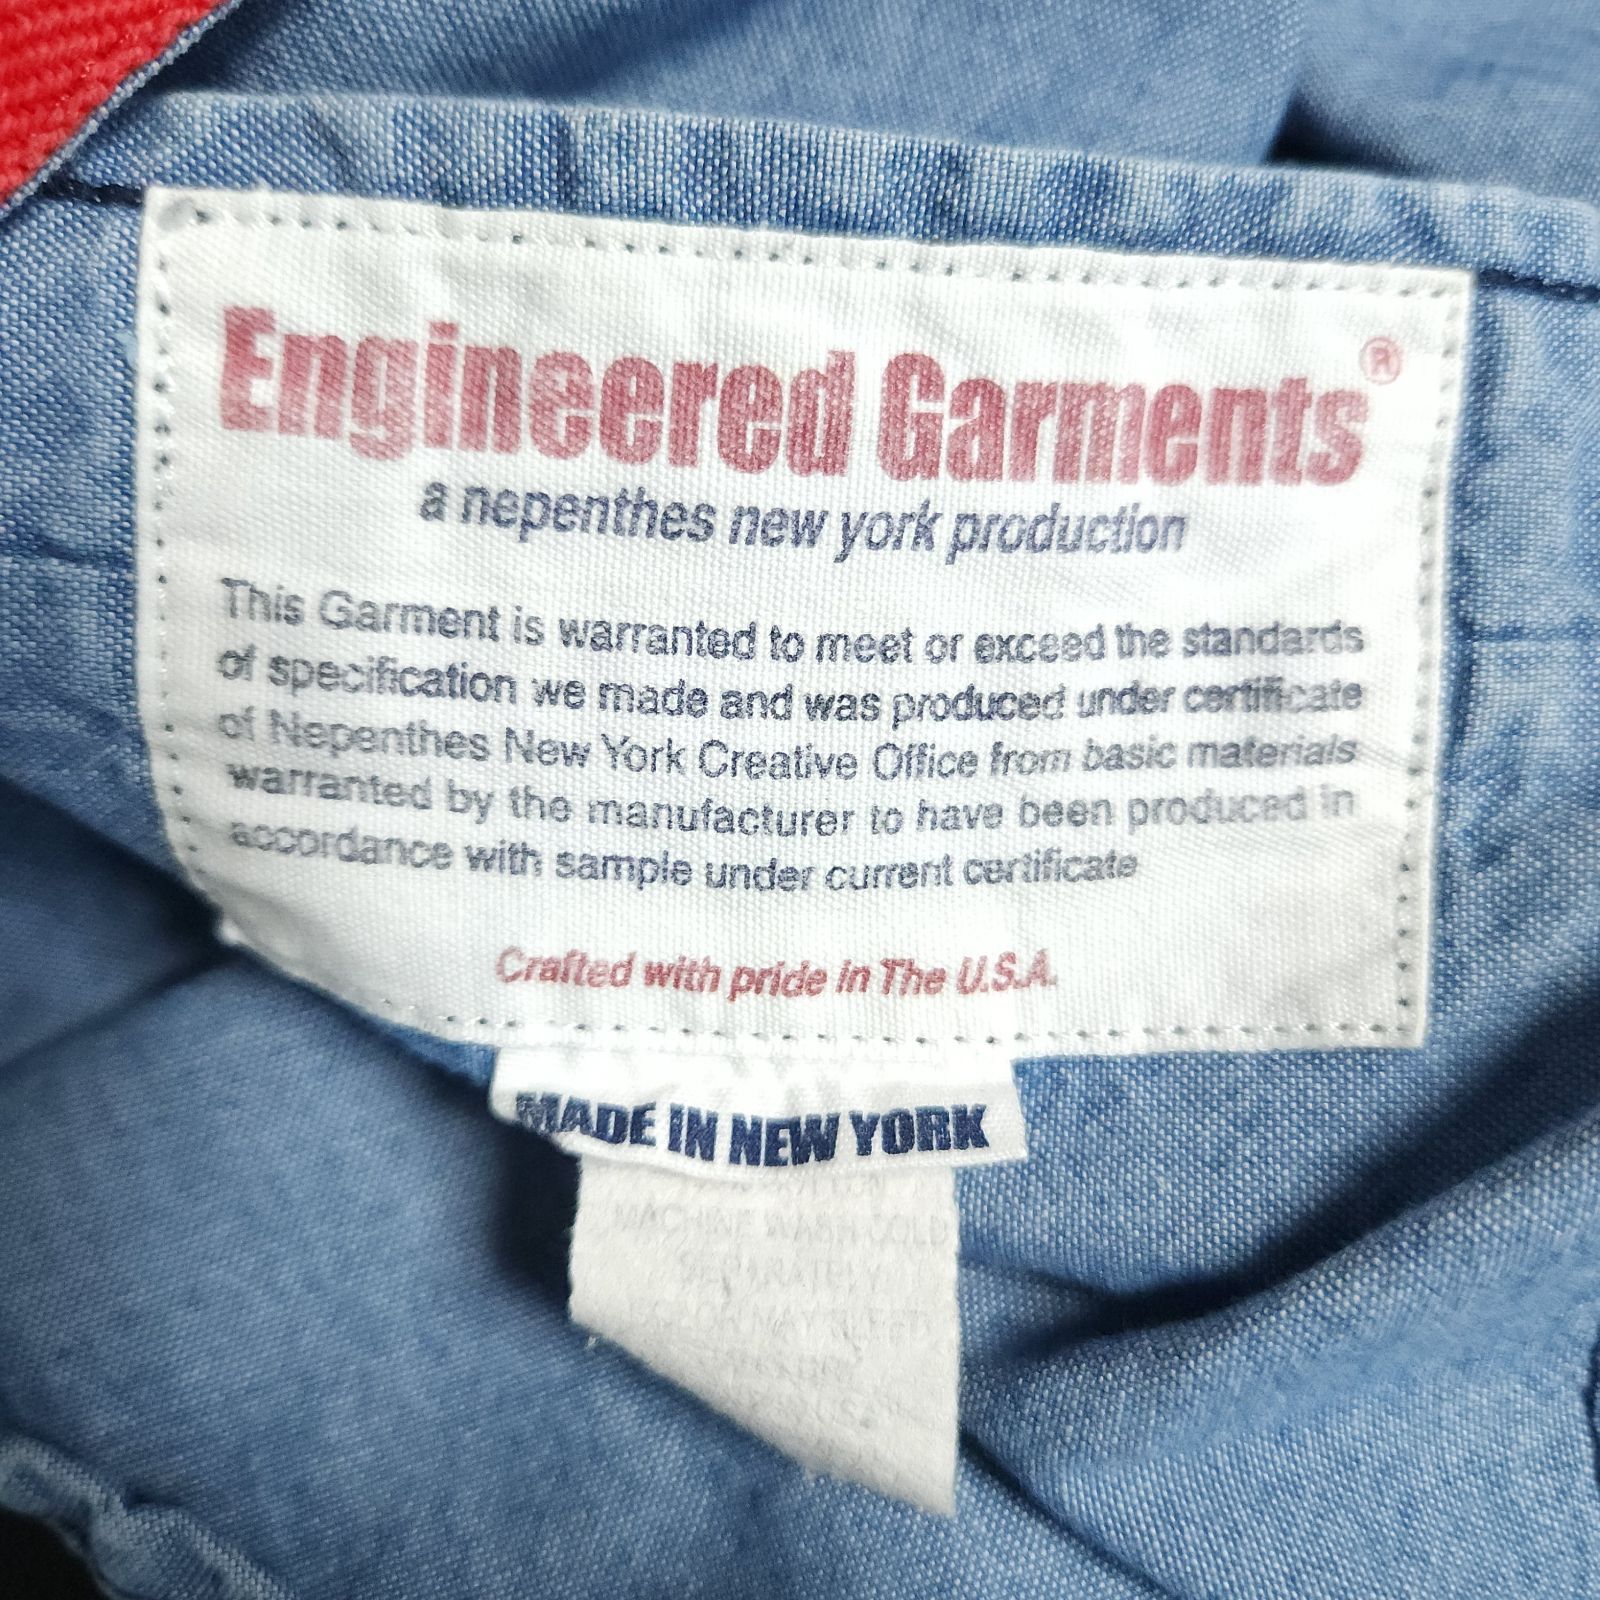 Engineered Garments®
a nepenthes new york production
This Garment is warranted to meet or exceed the standards
of specification we made and was produced under certificate
of Nepenthes New York Creative Office from basic materials
warranted by the manufacturer to have been produced in
accordance with sample under current certificate
Crafted with pride in The U.S.A.
MADE IN NEW YORK
MACHINE WASH COLD
SEPARATELY